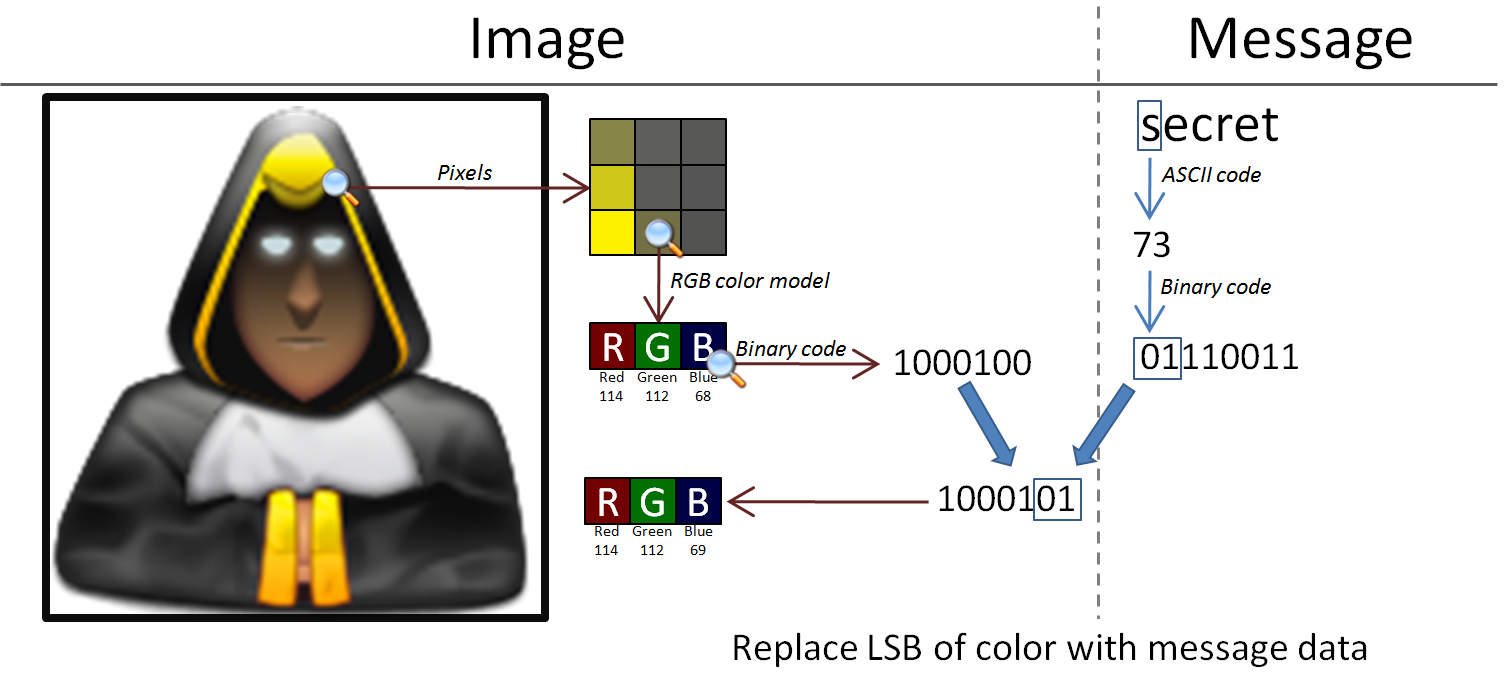 Image
Message
secret
Pixels
ASCII code
73
RGB color model
Binary code
R G B
Binary code
1000100
01110011
Red Green Blue
114 112 68
1000101
R G B
Red Green Blue
114 112 69
Replace LSB of color with message data